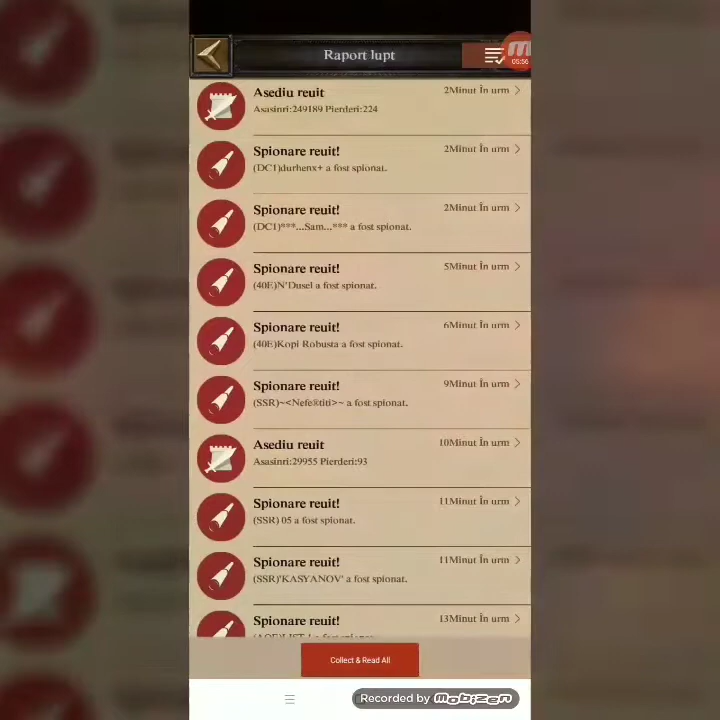 Raport lupt
05:56
Asediu reuit
2Minut În urm
Asasinri:249189 Pierderi:224
Spionare reuit!
2Minut În urm
(DC1)durhenx+ a fost spionat.
Spionare reuit!
2Minut În urm
(DC1)***...Sam...*** a fost spionat.
Spionare reuit!
5Minut În urm
(40E)N'Dusel a fost spionat.
Spionare reuit!
6Minut În urm
(40E)Kopi Robusta a fost spionat.
Spionare reuit!
9Minut În urm
(SSR)~<Nefe®titi>~ a fost spionat.
Asediu reuit
10Minut În urm
Asasinri:29955 Pierderi:93
Spionare reuit!
11Minut În urm
(SSR) 05 a fost spionat.
Spionare reuit!
11Minut În urm
(SSR)'KASYANOV' a fost spionat.
Spionare reuit!
13Minut În urm
Collect & Read All
Recorded by Mobizen